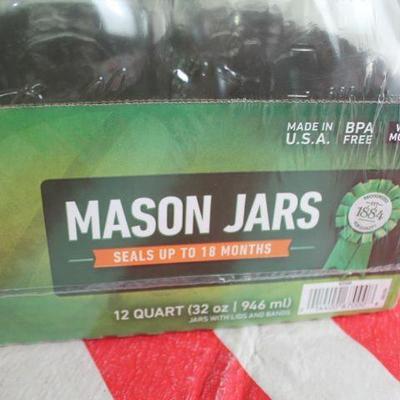 MADE IN
U.S.A.
BPA
FREE
MASON JARS
SEALS UP TO 18 MONTHS
1884
12 QUART (32 oz | 946 ml)
JARS WITH LIDS AND BANDS